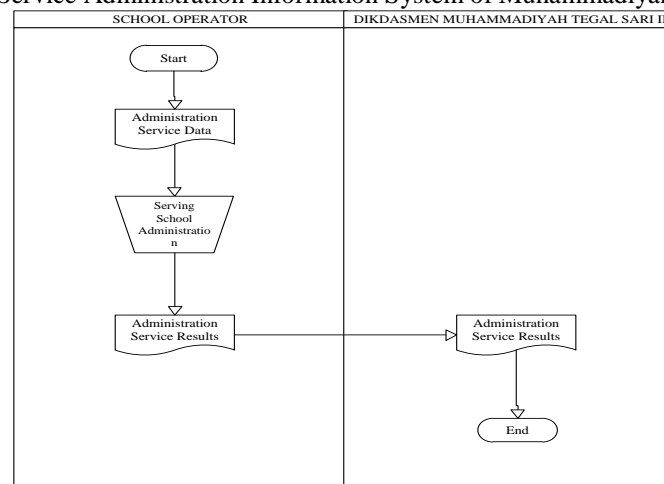 Service Administration Information System of Muhammadiyah
SCHOOL OPERATOR
DIKDASMEN MUHAMMADIYAH TEGAL SARI II
Start
Administration
Service Data
Serving
School
Administratio
n
Administration
Service Results
Administration
Service Results
End